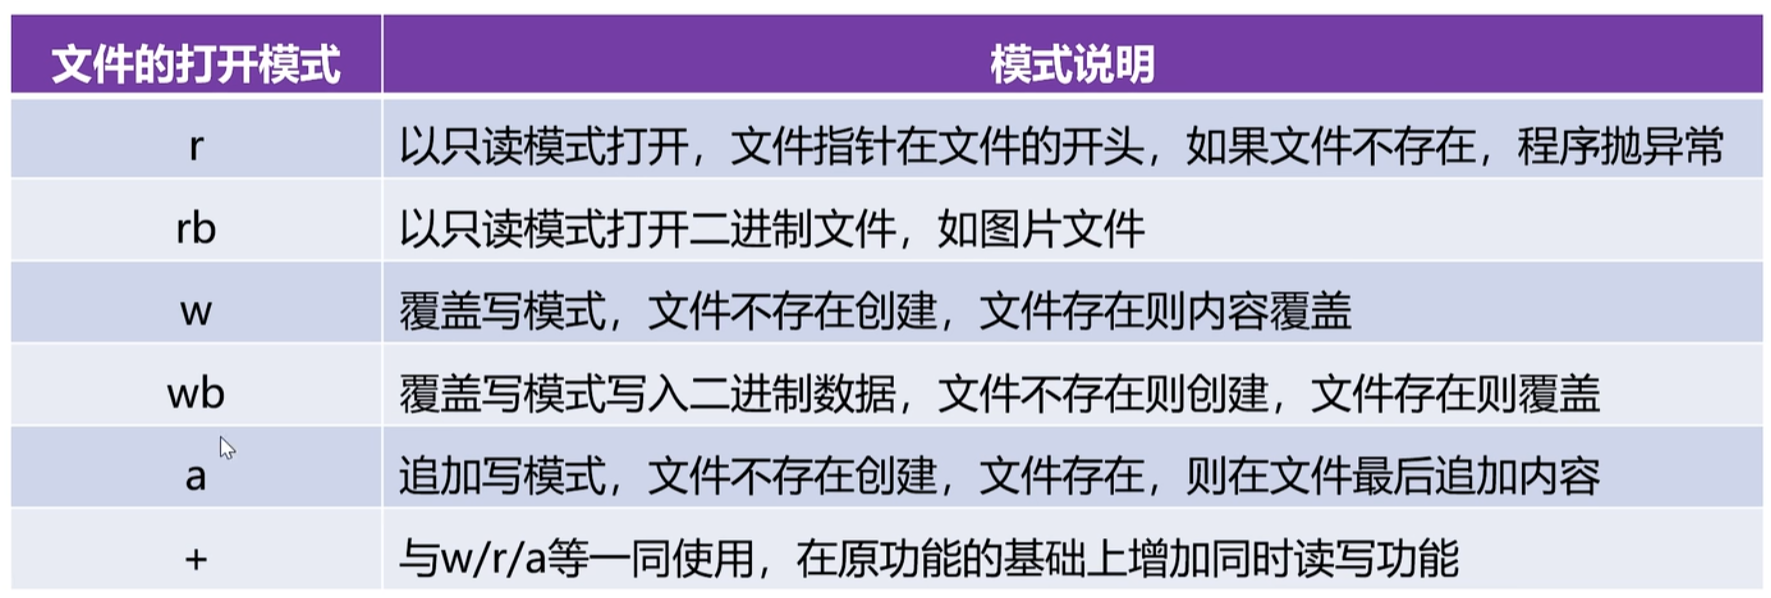 文件的打开模式 模式说明
r 以只读模式打开，文件指针在文件的开头，如果文件不存在，程序抛异常
rb 以只读模式打开二进制文件，如图片文件
w 覆盖写模式，文件不存在创建，文件存在则内容覆盖
wb 覆盖写模式写入二进制数据，文件不存在则创建，文件存在则覆盖
a 追加写模式，文件不存在创建，文件存在，则在文件最后追加内容
+ 与w/r/a等一同使用，在原功能的基础上增加同时读写功能